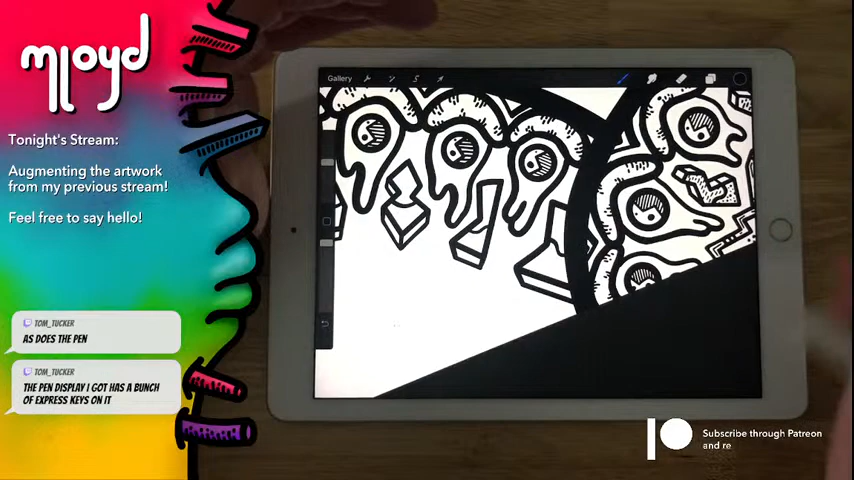 mloyd
Tonight's Stream:
Augmenting the artwork
from my previous stream!
Feel free to say hello!
TOM_TUCKER
AS DOES THE PEN
TOM_TUCKER
THE PEN DISPLAY I GOT HAS A BUNCH
OF EXPRESS KEYS ON IT
Gallery
Subscribe through Patreon
and re